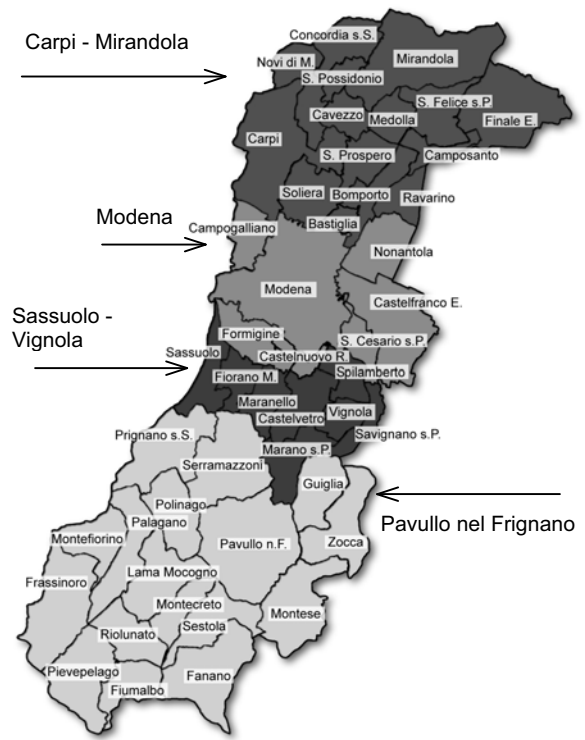 Concordia s.S.
Carpi - Mirandola
Novi di M.
Mirandola
S. Possidonio
S. Felice s.P.
Cavezzo
Medolla
Finale E.
Carpi
S. Prospero
Camposanto
Soliera
Bomporto
Ravarino
Modena
Campogalliano
Bastiglia
Nonantola
Modena
Castelfranco E.
Sassuolo -
Vignola
Formigine
S. Cesario s.P.
Sassuolo
Castelnuovo R.
Fiorano M.
Spilamberto
Maranello
Vignola
Castelvetro
Prignano s.S.
Savignano s.P.
Marano s.P.
Serramazzoni
Guiglia
Polinago
Palagano
Pavullo nel Frignano
Montefiorino
Pavullo n.F.
Zocca
Lama Mocogno
Frassinoro
Montecreto
Montese
Sestola
Riolunato
Pievepelago
Fanano
Fiumalbo